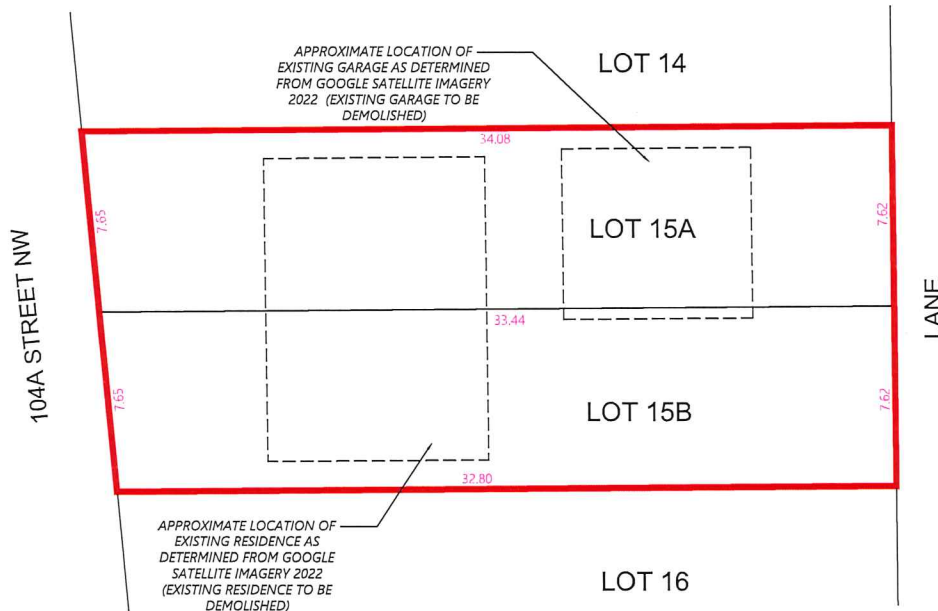 APPROXIMATE LOCATION OF
EXISTING GARAGE AS DETERMINED
FROM GOOGLE SATELLITE IMAGERY
2022 (EXISTING GARAGE TO BE
DEMOLISHED)
LOT 14
34.08
7.65
LOT 15A
7.62
104A STREET NW
33.44
LANE
7.65
LOT 15B
7.62
32.80
APPROXIMATE LOCATION OF
EXISTING RESIDENCE AS
DETERMINED FROM GOOGLE
SATELLITE IMAGERY 2022
(EXISTING RESIDENCE TO BE
DEMOLISHED)
LOT 16